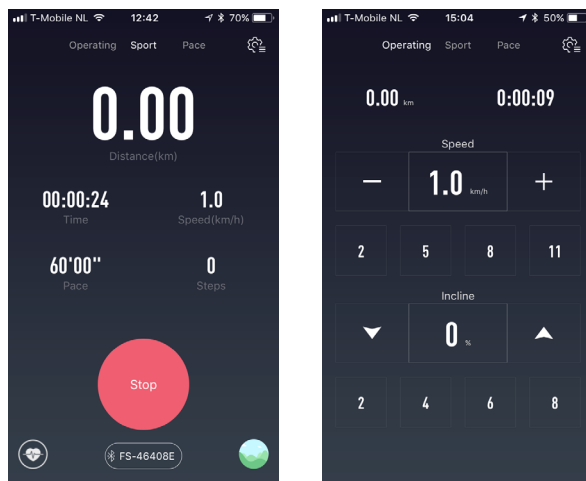 T-Mobile NL 12:42 70%
Operating Sport Pace
0.00
Distance(km)
00:00:24 1.0
Time Speed(km/h)
60'00" 0
Pace Steps
Stop
FS-46408E
T-Mobile NL 15:04 50%
Operating Sport Pace
0.00 km 0:00:09
Speed
− 1.0 km/h +
2 5 8 11
Incline
0 %
2 4 6 8